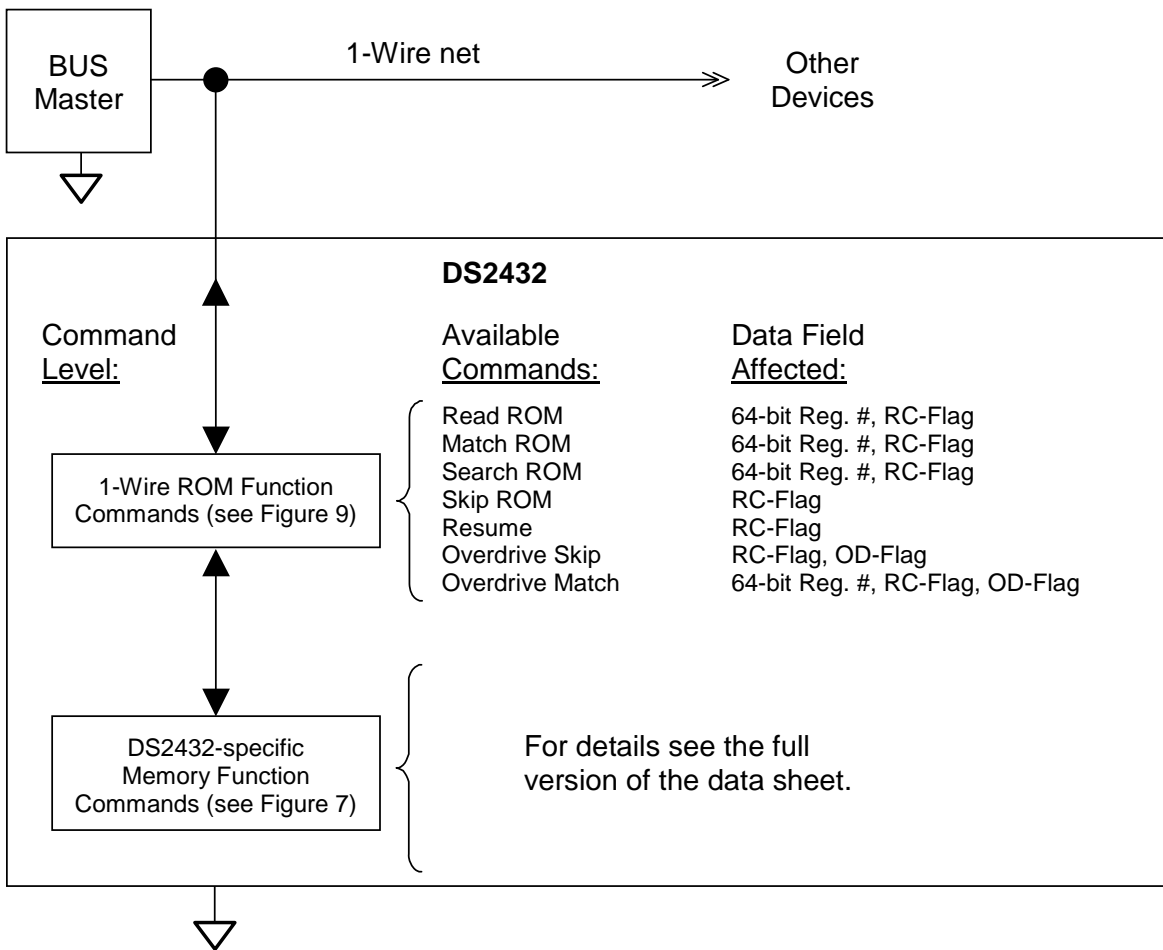 BUS
Master
1-Wire net
Other
Devices
DS2432
Command
Level:
Available
Commands:
Data Field
Affected:
1-Wire ROM Function
Commands (see Figure 9)
Read ROM 64-bit Reg. #, RC-Flag
Match ROM 64-bit Reg. #, RC-Flag
Search ROM 64-bit Reg. #, RC-Flag
Skip ROM RC-Flag
Resume RC-Flag
Overdrive Skip RC-Flag, OD-Flag
Overdrive Match 64-bit Reg. #, RC-Flag, OD-Flag
DS2432-specific
Memory Function
Commands (see Figure 7)
For details see the full
version of the data sheet.